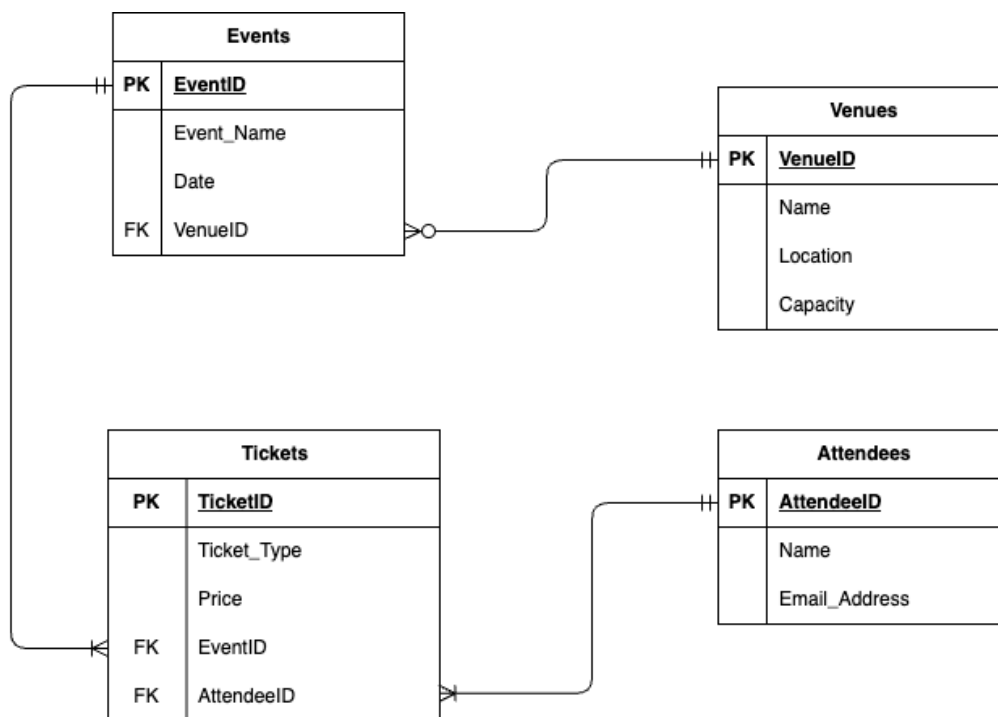 Events
PK EventID
Event_Name
Date
FK VenueID
Venues
PK VenueID
Name
Location
Capacity
Tickets
PK TicketID
Ticket_Type
Price
FK EventID
FK AttendeeID
Attendees
PK AttendeeID
Name
Email_Address